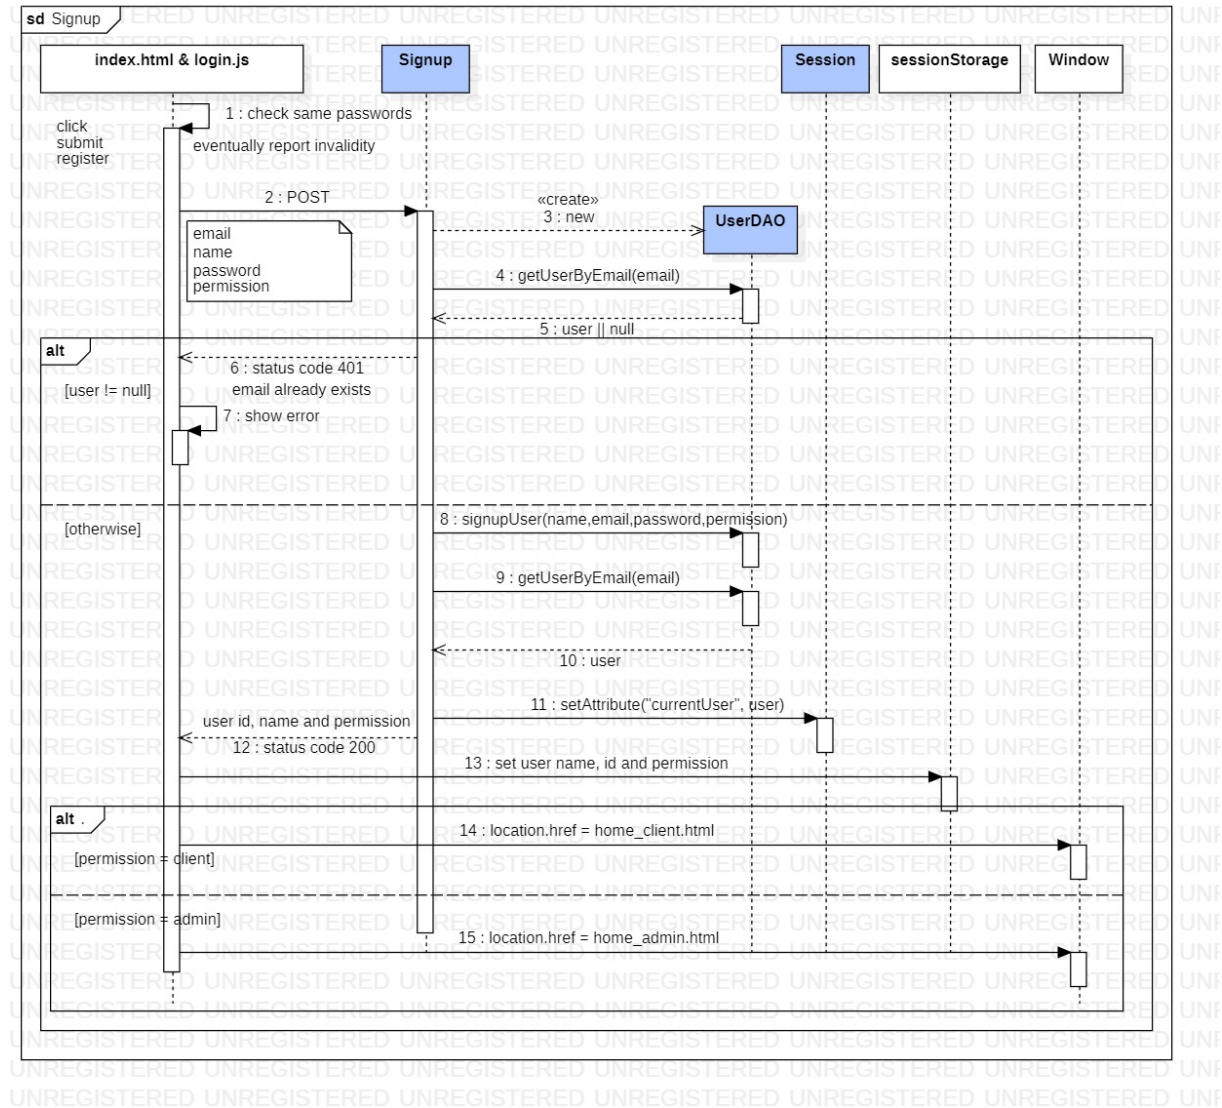 sd Signup
index.html & login.js
Signup
Session
sessionStorage
Window
1 : check same passwords
click
submit
register
eventually report invalidity
2 : POST
«create»
3 : new
UserDAO
email
name
password
permission
4 : getUserByEmail(email)
5 : user || null
alt
6 : status code 401
[user != null]
email already exists
7 : show error
[otherwise]
8 : signupUser(name,email,password,permission)
9 : getUserByEmail(email)
10 : user
11 : setAttribute("currentUser", user)
user id, name and permission
12 : status code 200
13 : set user name, id and permission
alt .
14 : location.href = home_client.html
[permission = client]
[permission = admin]
15 : location.href = home_admin.html
UNREGISTERED